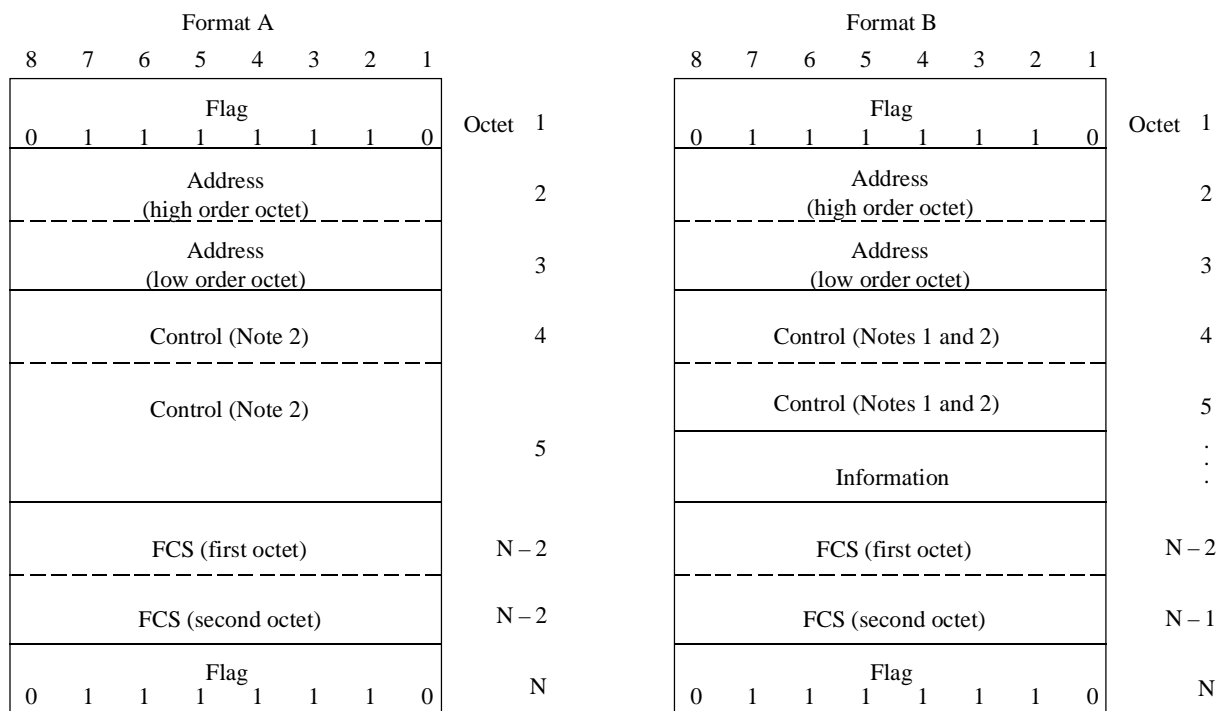 Format A
8 7 6 5 4 3 2 1
Flag
0 1 1 1 1 1 1 0
Octet 1
Address
(high order octet)
2
Address
(low order octet)
3
Control (Note 2)
4
Control (Note 2)
5
FCS (first octet)
N – 2
FCS (second octet)
N – 2
Flag
0 1 1 1 1 1 1 0
N
Format B
8 7 6 5 4 3 2 1
Flag
0 1 1 1 1 1 1 0
Octet 1
Address
(high order octet)
2
Address
(low order octet)
3
Control (Notes 1 and 2)
4
Control (Notes 1 and 2)
5
.
.
.
Information
FCS (first octet)
N – 2
FCS (second octet)
N – 1
Flag
0 1 1 1 1 1 1 0
N